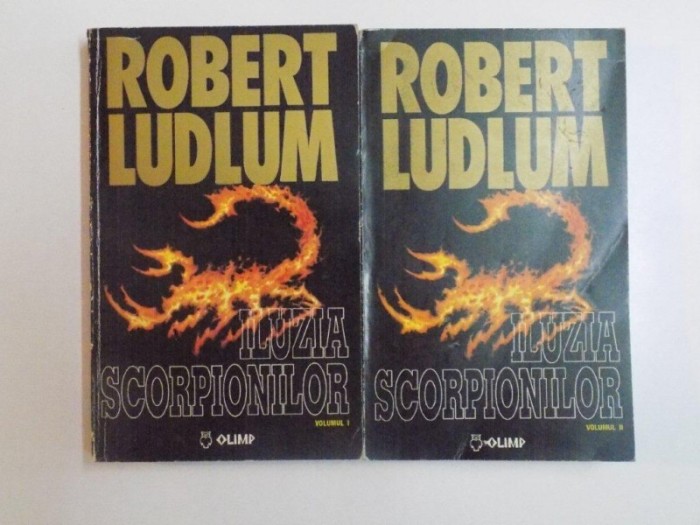 ROBERT
LUDLUM
ILUZIA
SCORPIONILOR
VOLUMUL I
OLIMP
ROBERT
LUDLUM
ILUZIA
SCORPIONILOR
VOLUMUL II
OLIMP